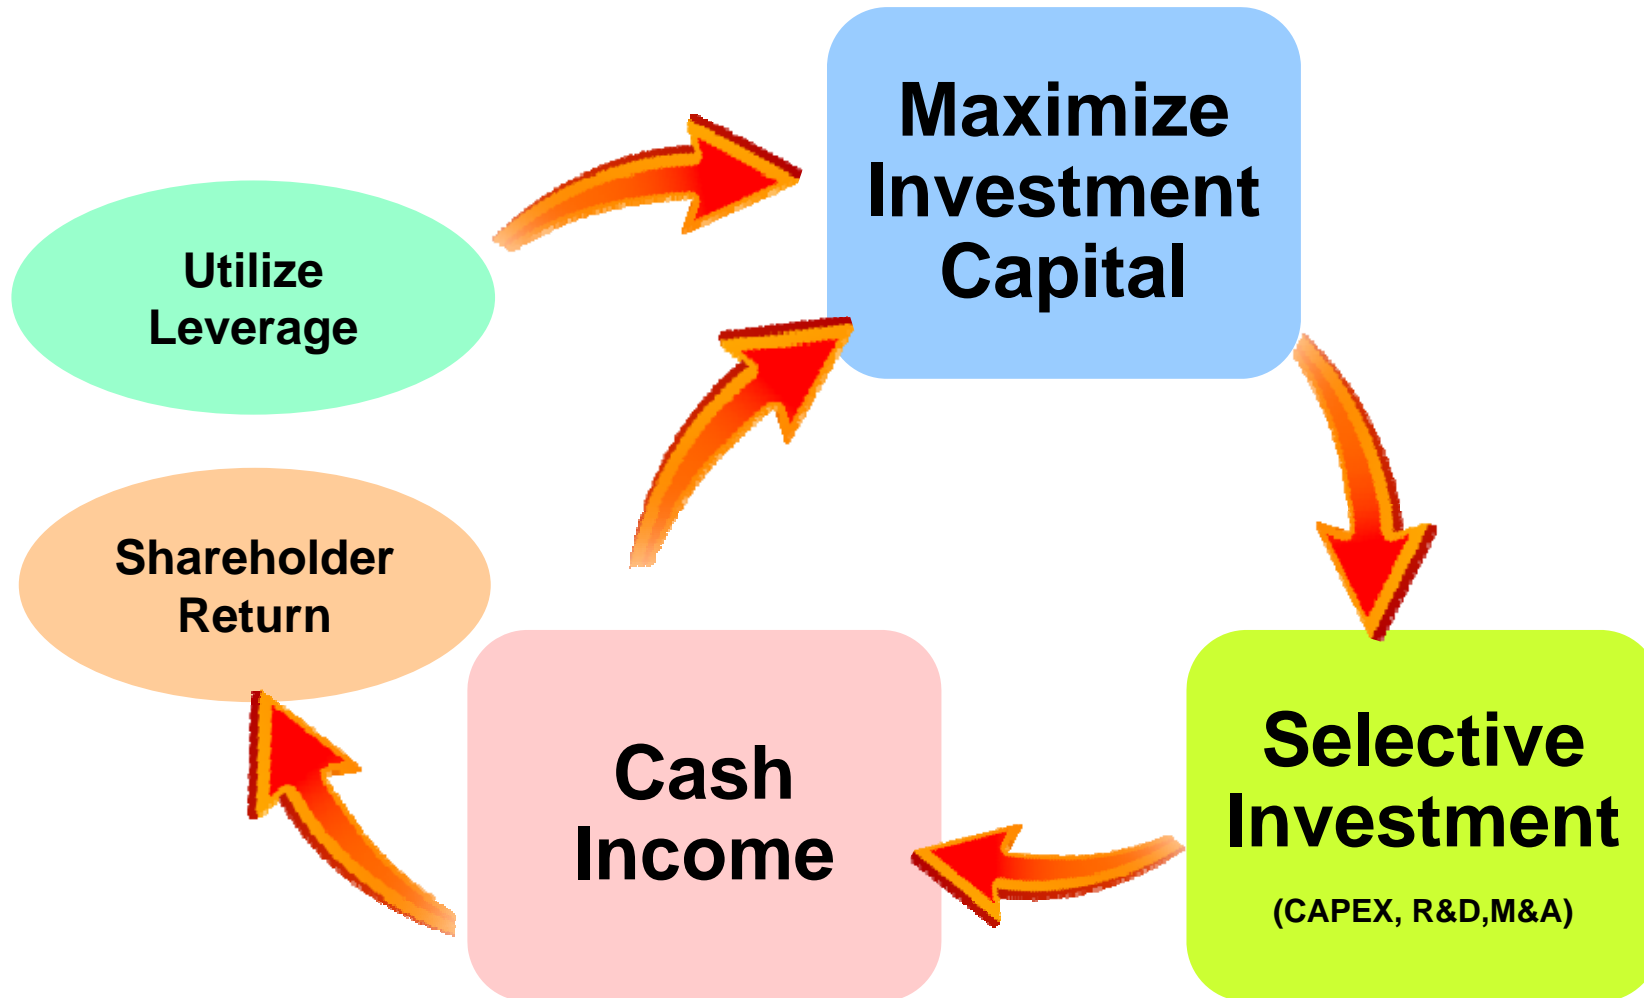 Maximize
Investment
Capital
Utilize
Leverage
Shareholder
Return
Cash
Income
Selective
Investment
(CAPEX, R&D,M&A)